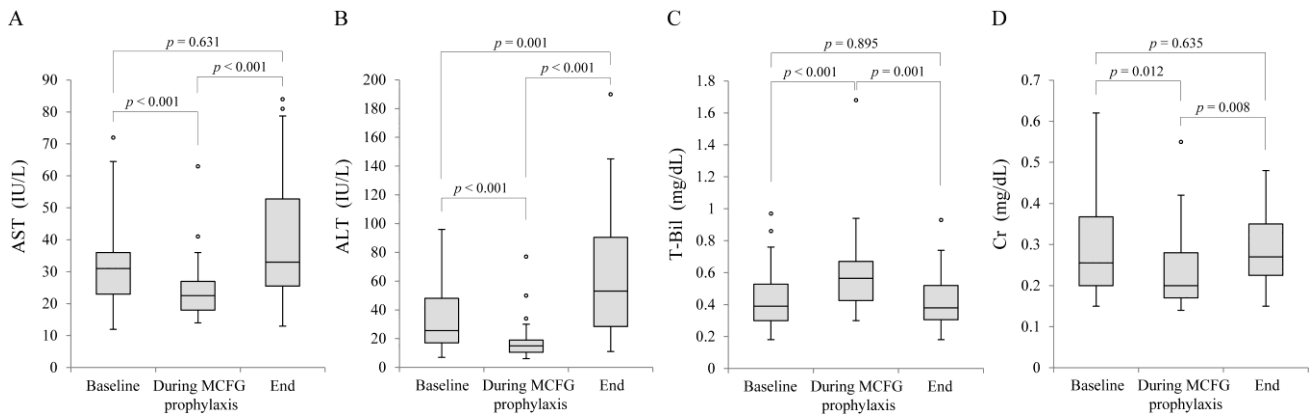 A
p = 0.631
p < 0.001
p < 0.001
AST (IU/L)
90
80
70
60
50
40
30
20
10
0
Baseline
During MCFG
prophylaxis
End
B
p = 0.001
p < 0.001
p < 0.001
ALT (IU/L)
200
180
160
140
120
100
80
60
40
20
0
Baseline
During MCFG
prophylaxis
End
C
p = 0.895
p < 0.001
p = 0.001
T-Bil (mg/dL)
1.8
1.6
1.4
1.2
1
0.8
0.6
0.4
0.2
0
Baseline
During MCFG
prophylaxis
End
D
p = 0.635
p = 0.012
p = 0.008
Cr (mg/dL)
0.7
0.6
0.5
0.4
0.3
0.2
0.1
0
Baseline
During MCFG
prophylaxis
End